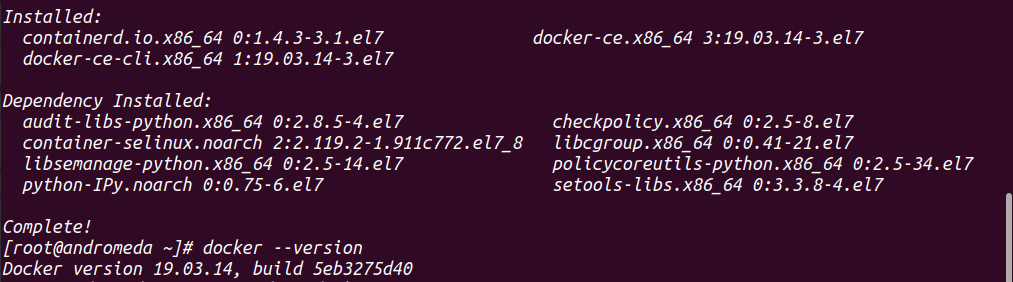 Installed:
containerd.io.x86_64 0:1.4.3-3.1.el7 docker-ce.x86_64 3:19.03.14-3.el7
docker-ce-cli.x86_64 1:19.03.14-3.el7
Dependency Installed:
audit-libs-python.x86_64 0:2.8.5-4.el7 checkpolicy.x86_64 0:2.5-8.el7
container-selinux.noarch 2:2.119.2-1.911c772.el7_8 libcgroup.x86_64 0:0.41-21.el7
libsemanage-python.x86_64 0:2.5-14.el7 policycoreutils-python.x86_64 0:2.5-34.el7
python-IPy.noarch 0:0.75-6.el7 setools-libs.x86_64 0:3.3.8-4.el7
Complete!
[root@andromeda ~]# docker --version
Docker version 19.03.14, build 5eb3275d40